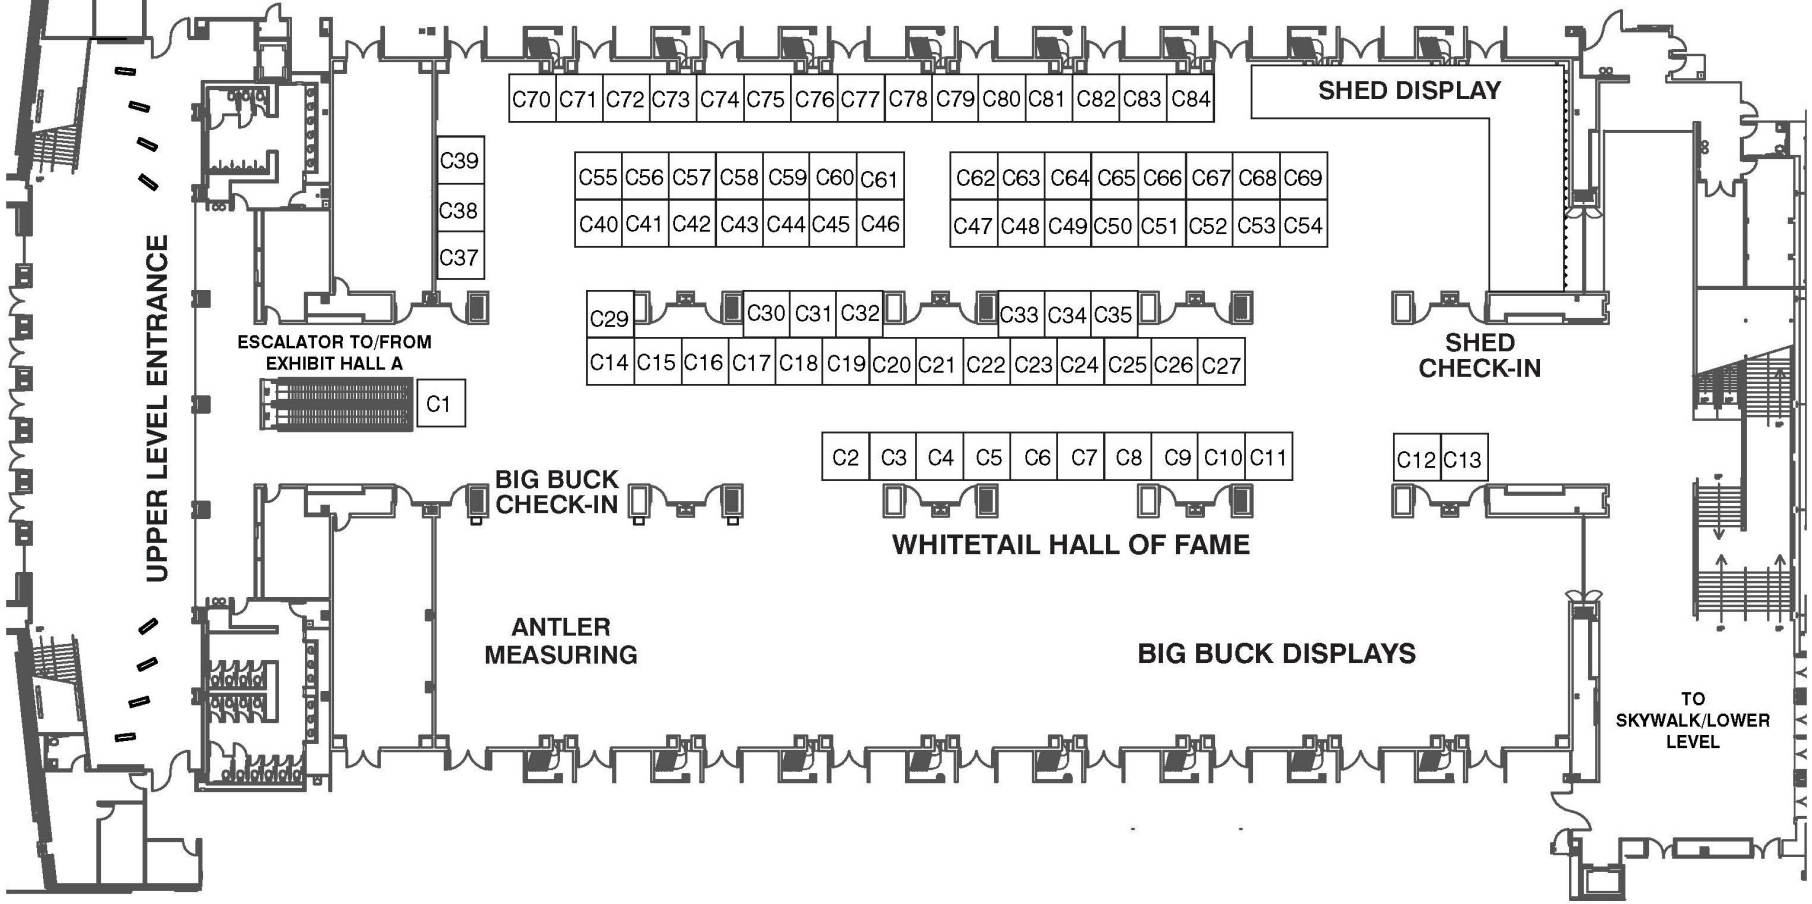 C70 C71 C72 C73 C74 C75 C76 C77 C78 C79 C80 C81 C82 C83 C84
SHED DISPLAY
C39
C38
C37
C55 C56 C57 C58 C59 C60 C61
C40 C41 C42 C43 C44 C45 C46
C62 C63 C64 C65 C66 C67 C68 C69
C47 C48 C49 C50 C51 C52 C53 C54
UPPER LEVEL ENTRANCE
ESCALATOR TO/FROM
EXHIBIT HALL A
C1
C29 C30 C31 C32 C33 C34 C35
C14 C15 C16 C17 C18 C19 C20 C21 C22 C23 C24 C25 C26 C27
SHED
CHECK-IN
C2 C3 C4 C5 C6 C7 C8 C9 C10 C11
C12 C13
BIG BUCK
CHECK-IN
WHITETAIL HALL OF FAME
ANTLER
MEASURING
BIG BUCK DISPLAYS
TO
SKYWALK/LOWER
LEVEL